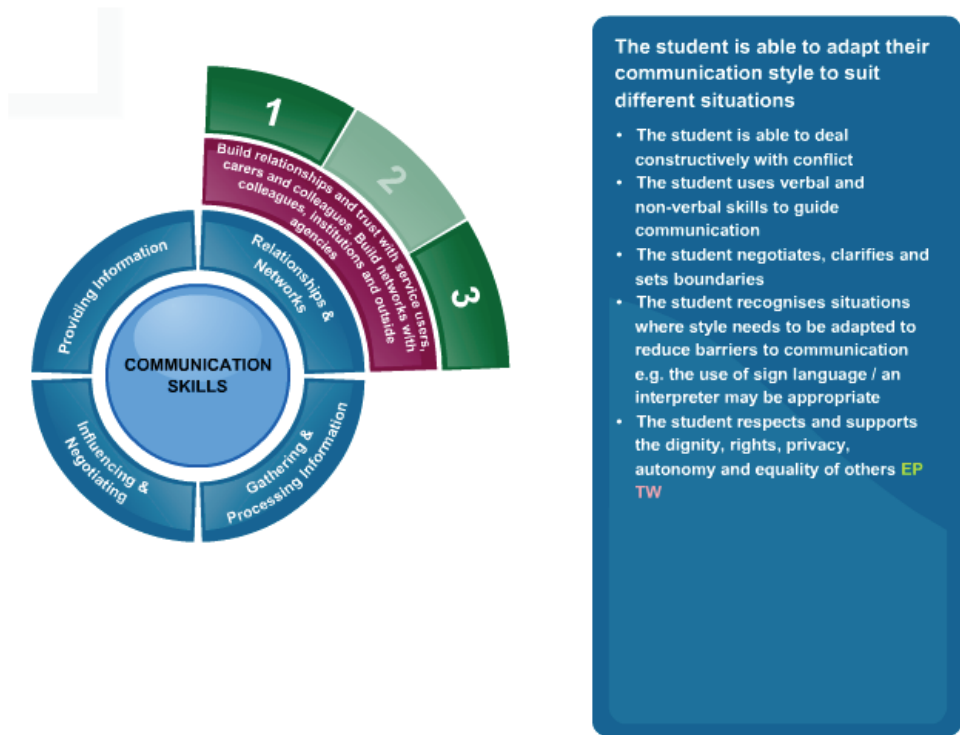 1
2
3
Build relationships and trust with service users,
carers and colleagues. Build networks with
colleagues, institutions and outside
agencies
Providing Information
Relationships &
Networks
COMMUNICATION
SKILLS
Influencing &
Negotiating
Gathering &
Processing Information
The student is able to adapt their
communication style to suit
different situations
• The student is able to deal
constructively with conflict
• The student uses verbal and
non-verbal skills to guide
communication
• The student negotiates, clarifies and
sets boundaries
• The student recognises situations
where style needs to be adapted to
reduce barriers to communication
e.g. the use of sign language / an
interpreter may be appropriate
• The student respects and supports
the dignity, rights, privacy,
autonomy and equality of others EP
TW